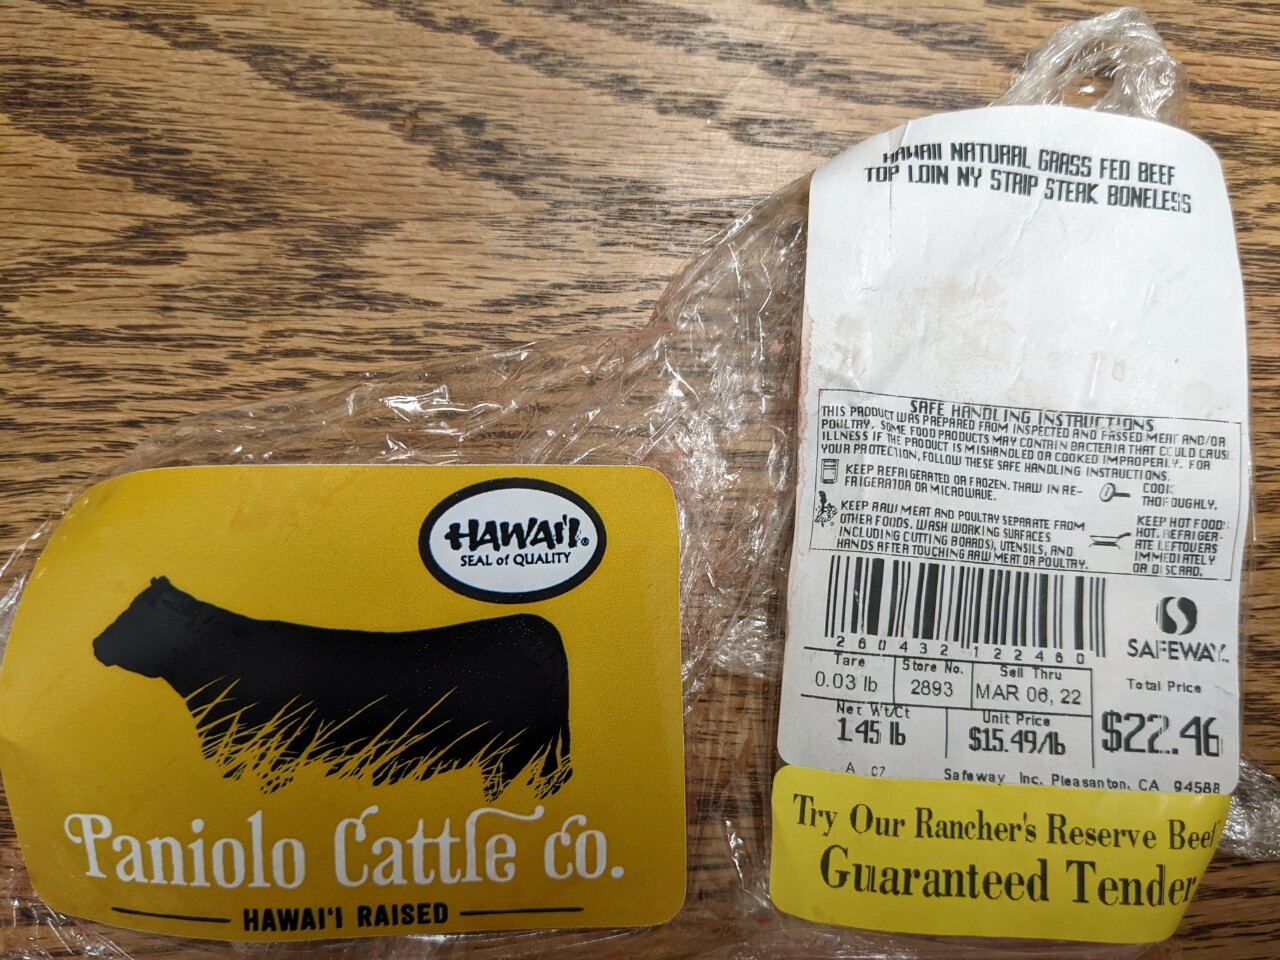 HAWAI'I®
SEAL of QUALITY
Paniolo Cattle Co.
HAWAI'I RAISED
HAWAII NATURAL GRASS FED BEEF
TOP LOIN NY STRIP STEAK BONELESS
SAFE HANDLING INSTRUCTIONS
THIS PRODUCT WAS PREPARED FROM INSPECTED AND PASSED MEAT AND/OR
POULTRY. SOME FOOD PRODUCTS MAY CONTAIN BACTERIA THAT COULD CAUSE
ILLNESS IF THE PRODUCT IS MISHANDLED OR COOKED IMPROPERLY. FOR
YOUR PROTECTION, FOLLOW THESE SAFE HANDLING INSTRUCTIONS.
KEEP REFRIGERATED OR FROZEN. THAW IN RE-
FRIGERATOR OR MICROWAVE.
COOK
THOROUGHLY.
KEEP RAW MEAT AND POULTRY SEPARATE FROM
OTHER FOODS. WASH WORKING SURFACES
INCLUDING CUTTING BOARDS), UTENSILS, AND
HANDS AFTER TOUCHING RAW MEAT OR POULTRY.
KEEP HOT FOODS
HOT. REFRIGER-
ATE LEFTOVERS
IMMEDIATELY
OR DISCARD.
2 80432 122460
SAFEWAY
Tare
0.03 lb
Store No.
2893
Sell Thru
MAR 06, 22
Total Price
$22.46
Net Wt/Ct
1.45 lb
Unit Price
$15.49/lb
A C7
Safeway Inc. Pleasanton, CA 94588
Try Our Rancher's Reserve Beef
Guaranteed Tender